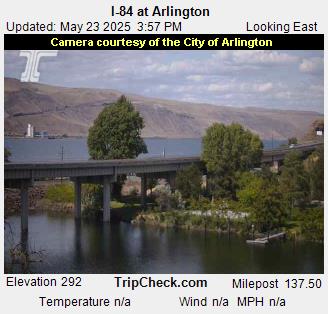 I-84 at Arlington
Updated: May 23 2025 3:57 PM Looking East
Camera courtesy of the City of Arlington
Elevation 292 TripCheck.com Milepost 137.50
Temperature n/a Wind n/a MPH n/a